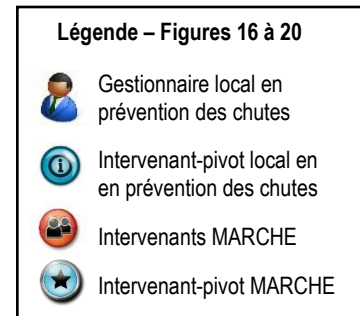 Légende – Figures 16 à 20
Gestionnaire local en
prévention des chutes
Intervenant-pivot local en
en prévention des chutes
Intervenants MARCHE
Intervenant-pivot MARCHE